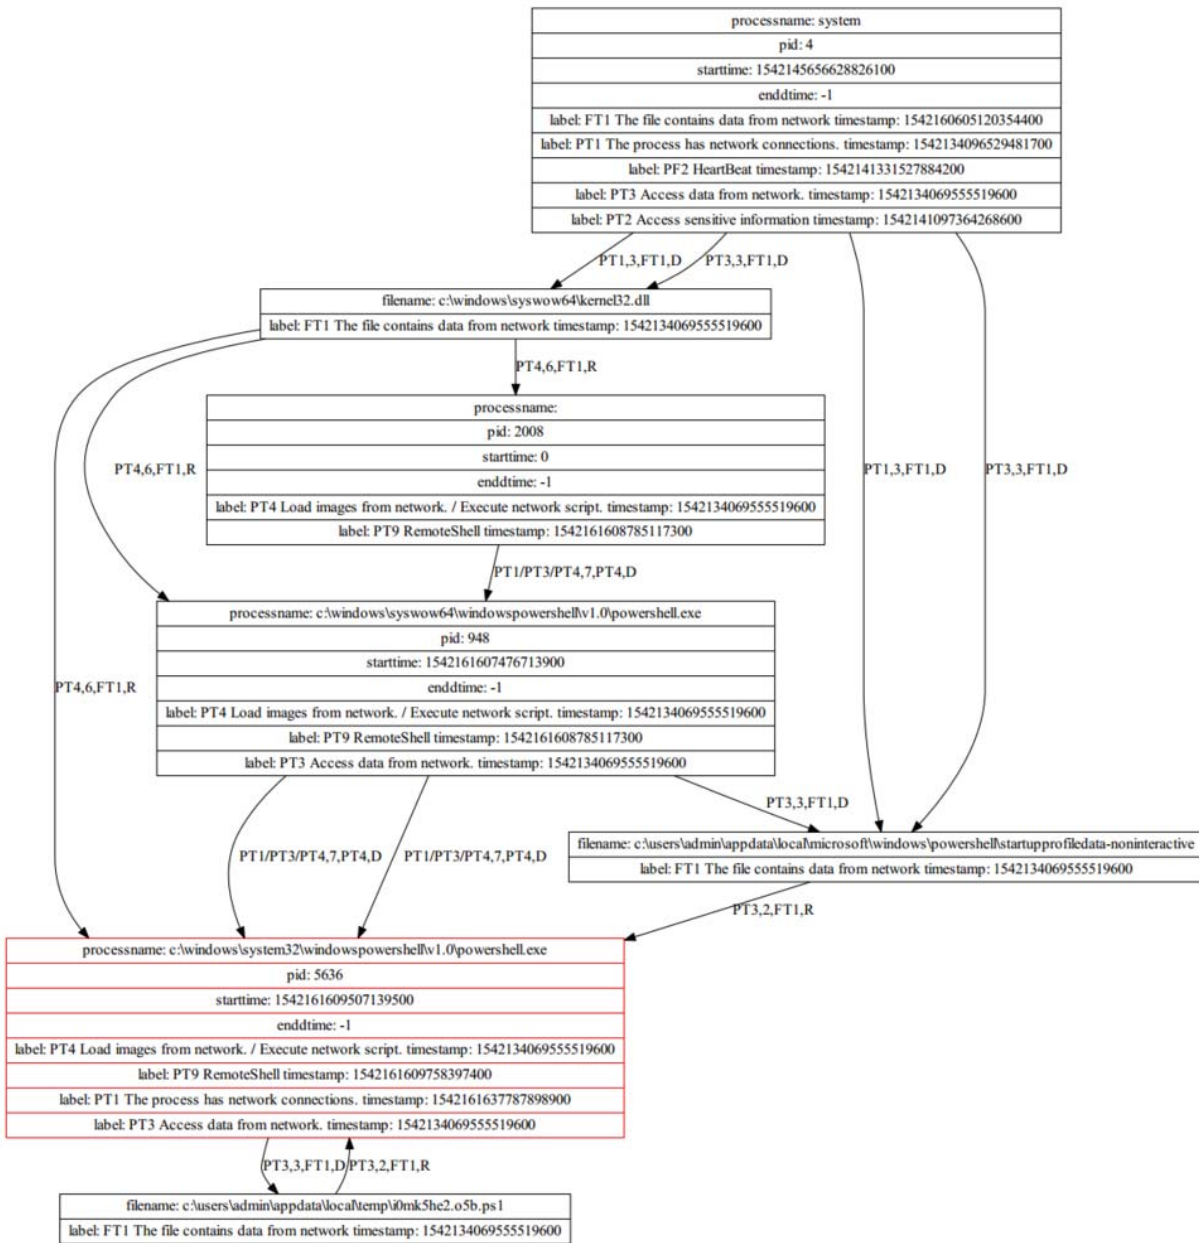 processname: system
pid: 4
starttime: 1542145656628826100
enddtime: -1
label: FT1 The file contains data from network timestamp: 1542160605120354400
label: PT1 The process has network connections. timestamp: 1542134096529481700
label: PF2 HeartBeat timestamp: 1542141331527884200
label: PT3 Access data from network. timestamp: 1542134069555519600
label: PT2 Access sensitive information timestamp: 1542141097364268600
PT1,3,FT1,D
PT3,3,FT1,D
filename: c:\windows\syswow64\kernel32.dll
label: FT1 The file contains data from network timestamp: 1542134069555519600
PT4,6,FT1,R
processname:
pid: 2008
starttime: 0
enddtime: -1
label: PT4 Load images from network. / Execute network script. timestamp: 1542134069555519600
label: PT9 RemoteShell timestamp: 1542161608785117300
PT4,6,FT1,R
PT1,3,FT1,D
PT3,3,FT1,D
PT1/PT3/PT4,7,PT4,D
processname: c:\windows\syswow64\windowspowershell\v1.0\powershell.exe
pid: 948
starttime: 1542161607476713900
enddtime: -1
label: PT4 Load images from network. / Execute network script. timestamp: 1542134069555519600
label: PT9 RemoteShell timestamp: 1542161608785117300
label: PT3 Access data from network. timestamp: 1542134069555519600
PT4,6,FT1,R
PT3,3,FT1,D
PT1/PT3/PT4,7,PT4,D
PT1/PT3/PT4,7,PT4,D
filename: c:\users\admin\appdata\local\microsoft\windows\powershell\startupprofiledata-noninteractive
label: FT1 The file contains data from network timestamp: 1542134069555519600
PT3,2,FT1,R
processname: c:\windows\system32\windowspowershell\v1.0\powershell.exe
pid: 5636
starttime: 1542161609507139500
enddtime: -1
label: PT4 Load images from network. / Execute network script. timestamp: 1542134069555519600
label: PT9 RemoteShell timestamp: 1542161609758397400
label: PT1 The process has network connections. timestamp: 1542161637787898900
label: PT3 Access data from network. timestamp: 1542134069555519600
PT3,3,FT1,D
PT3,2,FT1,R
filename: c:\users\admin\appdata\local\temp\i0mk5he2.o5b.ps1
label: FT1 The file contains data from network timestamp: 1542134069555519600